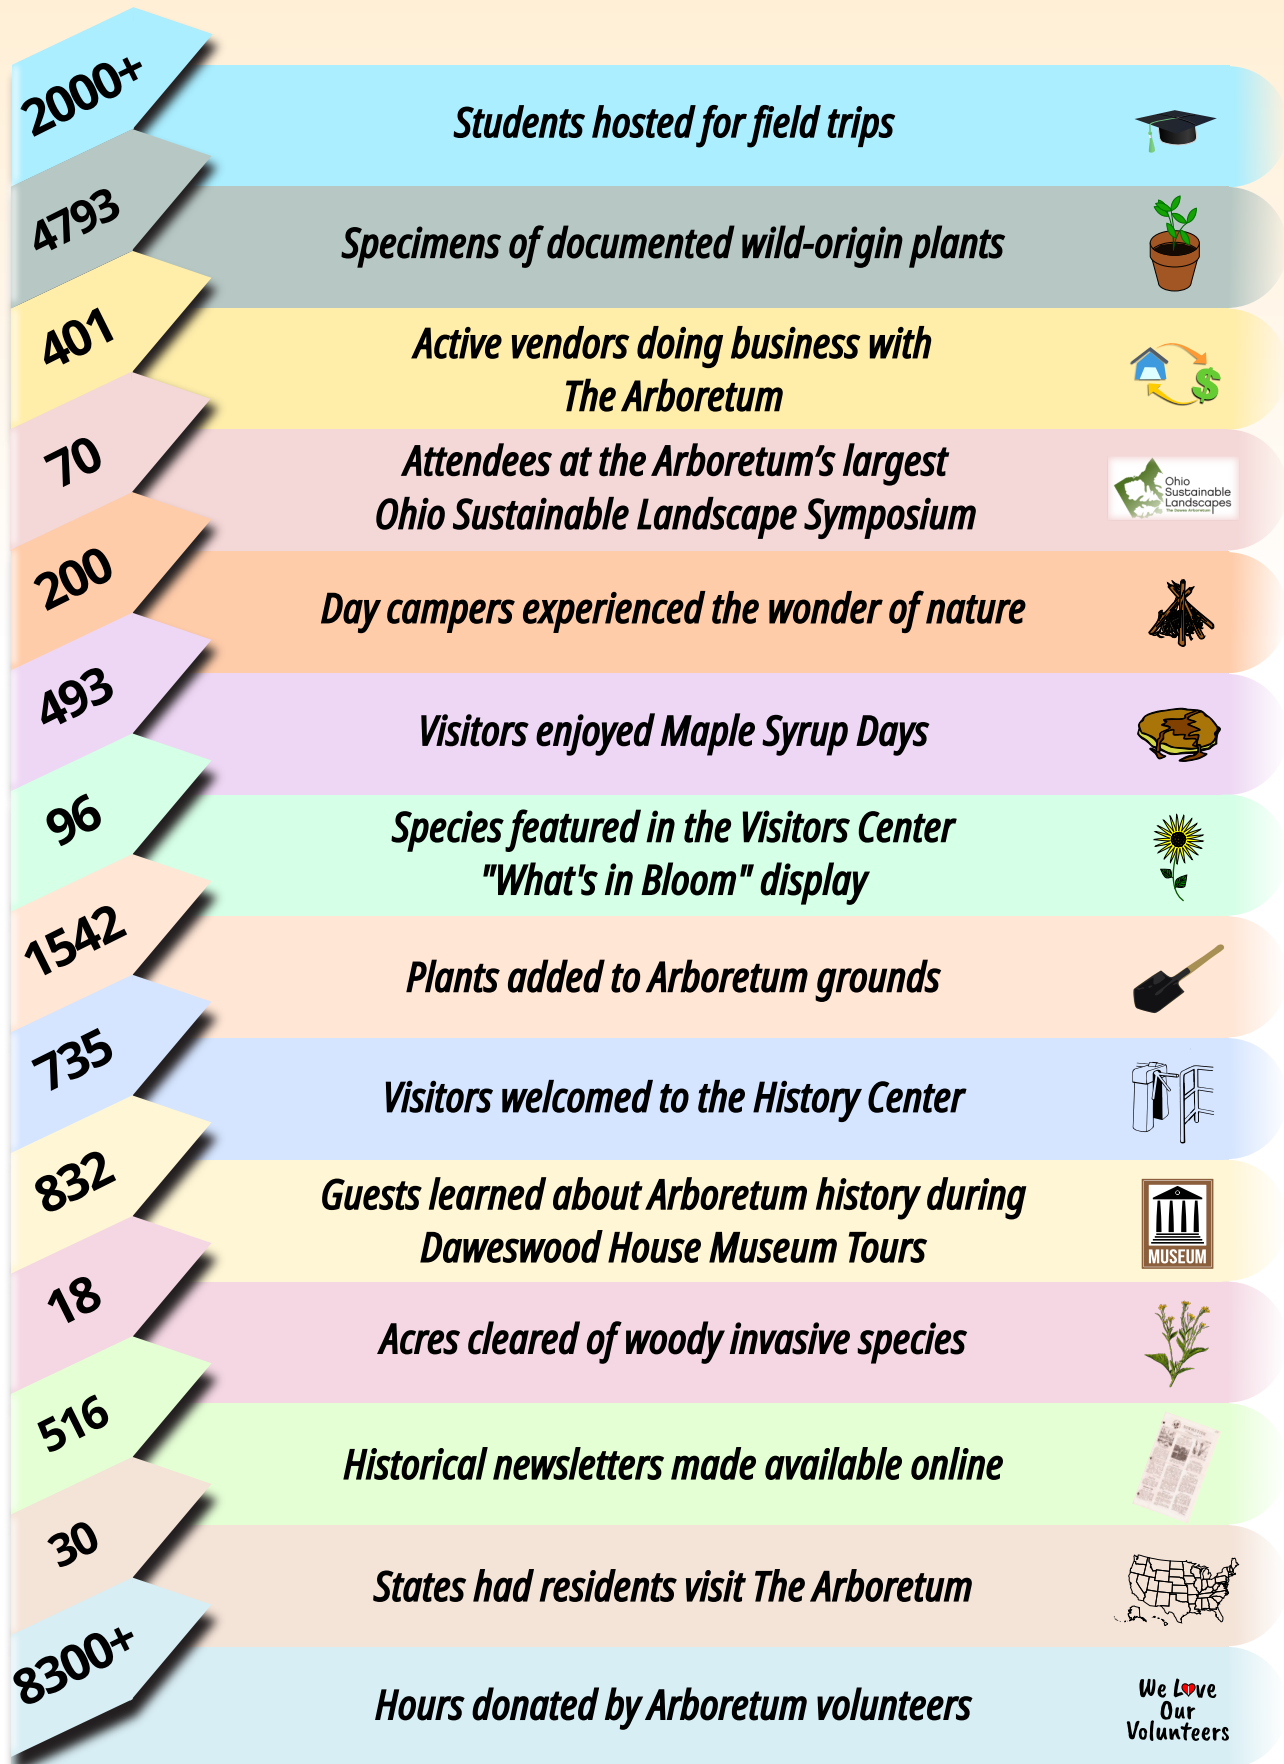 2000+
Students hosted for field trips
4793
Specimens of documented wild-origin plants
401
Active vendors doing business with
The Arboretum
70
Attendees at the Arboretum’s largest
Ohio Sustainable Landscape Symposium
Ohio
Sustainable
Landscapes
The Dawes Arboretum
200
Day campers experienced the wonder of nature
493
Visitors enjoyed Maple Syrup Days
96
Species featured in the Visitors Center
"What's in Bloom" display
1542
Plants added to Arboretum grounds
735
Visitors welcomed to the History Center
832
Guests learned about Arboretum history during
Daweswood House Museum Tours
MUSEUM
18
Acres cleared of woody invasive species
516
Historical newsletters made available online
30
States had residents visit The Arboretum
8300+
Hours donated by Arboretum volunteers
We Love
Our
Volunteers